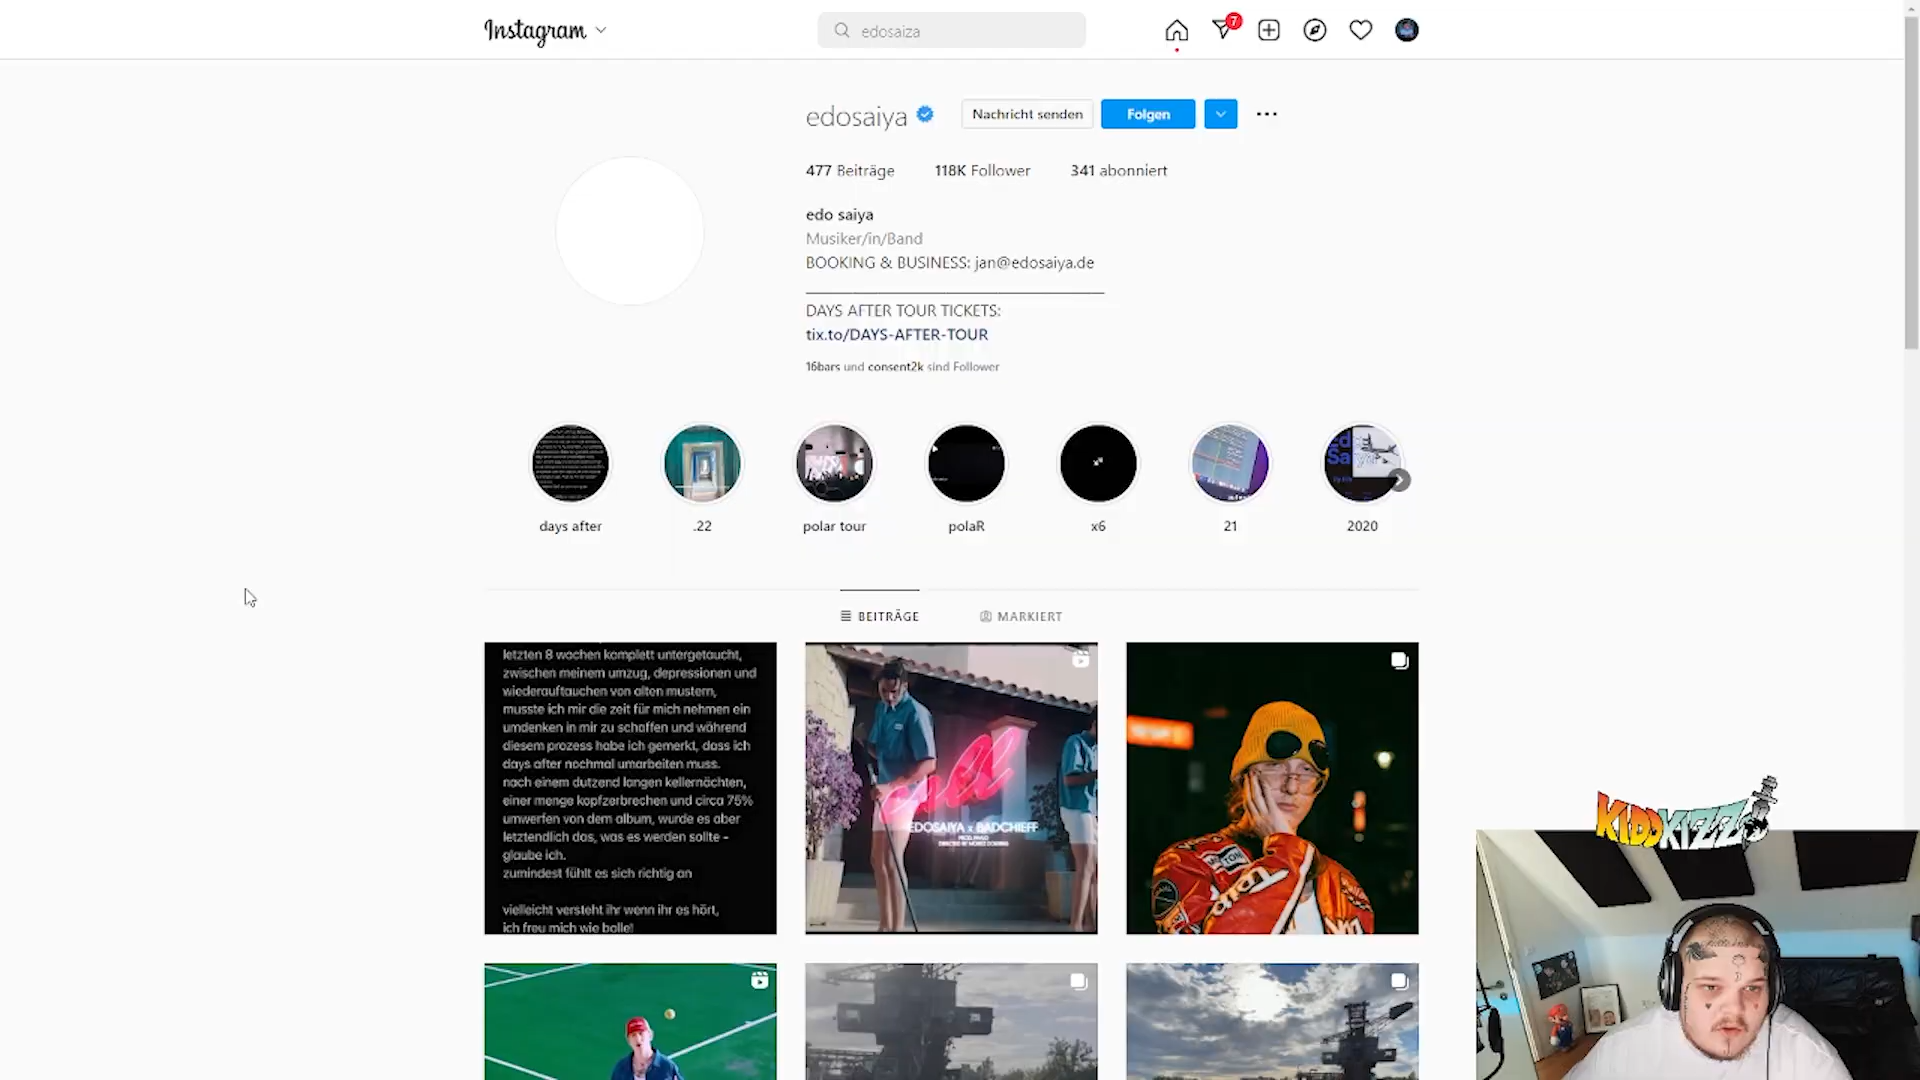 Instagram
edosaiza
7
edosaiya
Nachricht senden
Folgen
477 Beiträge
118K Follower
341 abonniert
edo saiya
Musiker/in/Band
BOOKING & BUSINESS: jan@edosaiya.de
DAYS AFTER TOUR TICKETS:
tix.to/DAYS-AFTER-TOUR
16bars und consent2k sind Follower
days after
.22
polar tour
polaR
x6
21
2020
BEITRÄGE
MARKIERT
letzten 8 wochen komplett untergetaucht,
zwischen meinem umzug, depressionen und
wiederauftauchen von alten mustern,
musste ich mir die zeit für mich nehmen ein
umdenken in mir zu schaffen und während
diesem prozess habe ich gemerkt, dass ich
days after nochmal umarbeiten muss.
nach einem dutzend langen kellernächten,
einer menge kopfzerbrechen und circa 75%
umwerfen von dem album, wurde es aber
letztendlich das, was es werden sollte -
glaube ich.
zumindest fühlt es sich richtig an
vielleicht versteht ihr wenn ihr es hört,
ich freu mich wie bolle!
EDOSAIYA x BADCHIEFF
KIDDKIZZ